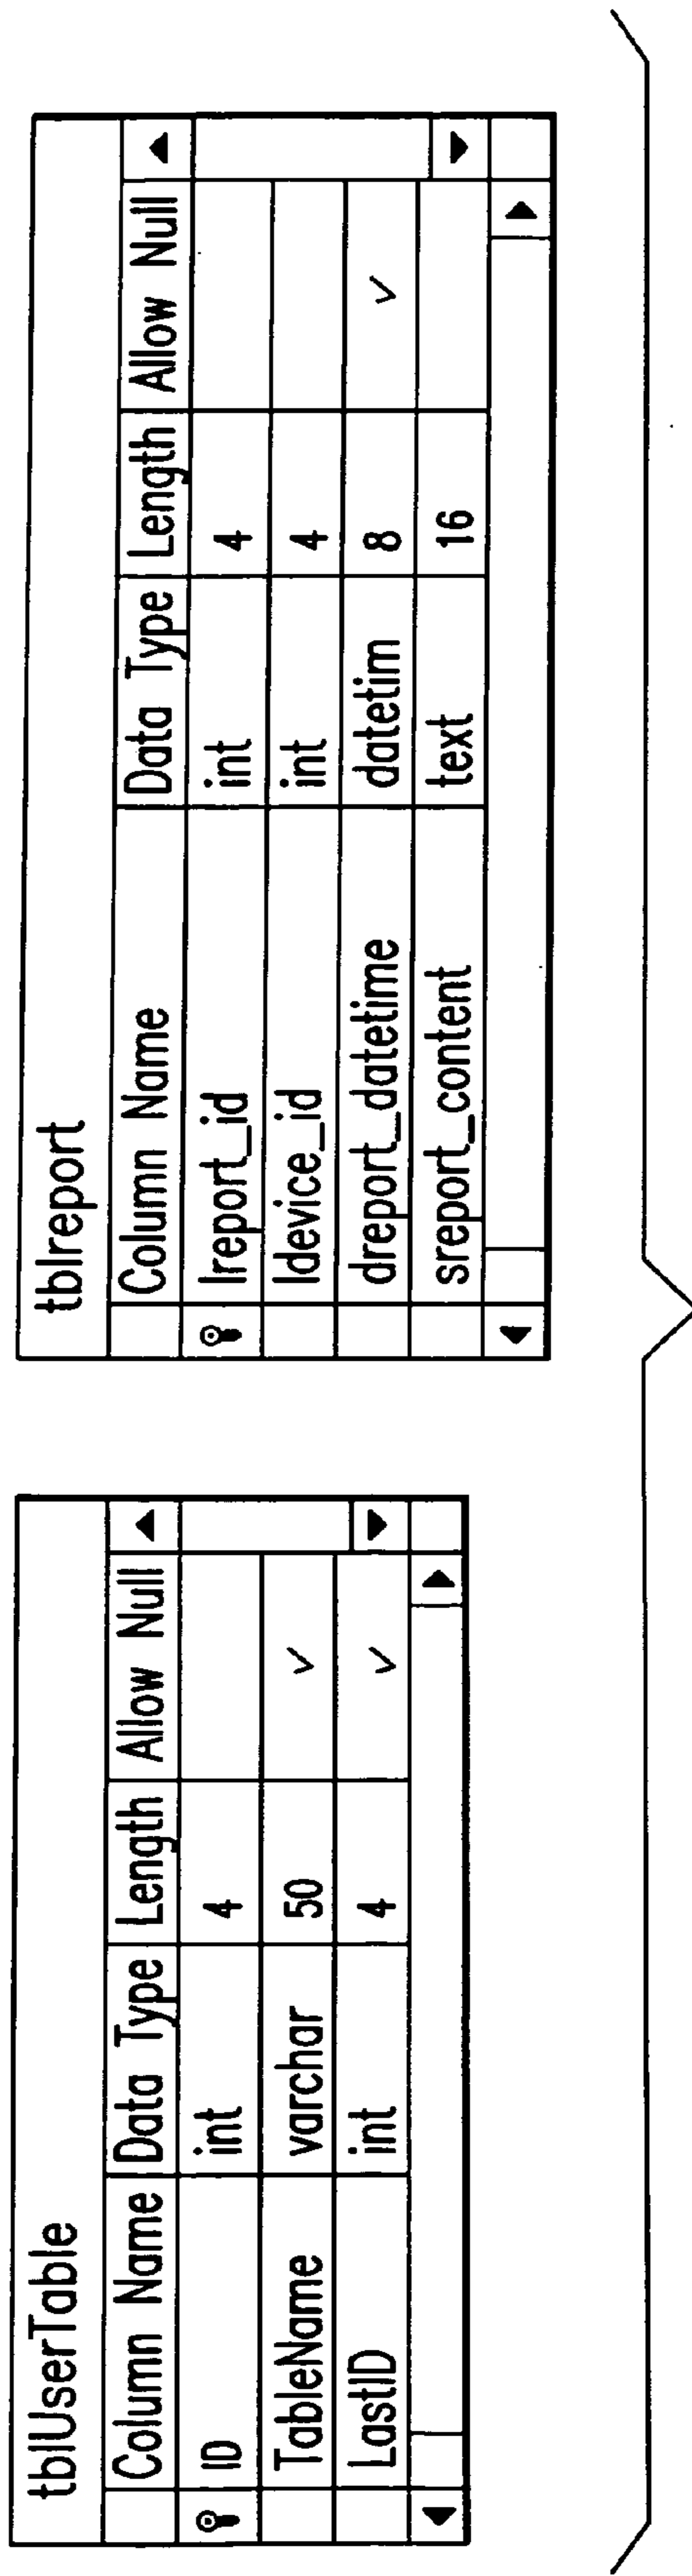 tblUserTable
Column Name Data Type Length Allow Null
ID int 4
TableName varchar 50 ✓
LastID int 4 ✓
tblreport
Column Name Data Type Length Allow Null
lreport_id int 4
ldevice_id int 4
dreport_datetime datetim 8 ✓
sreport_content text 16